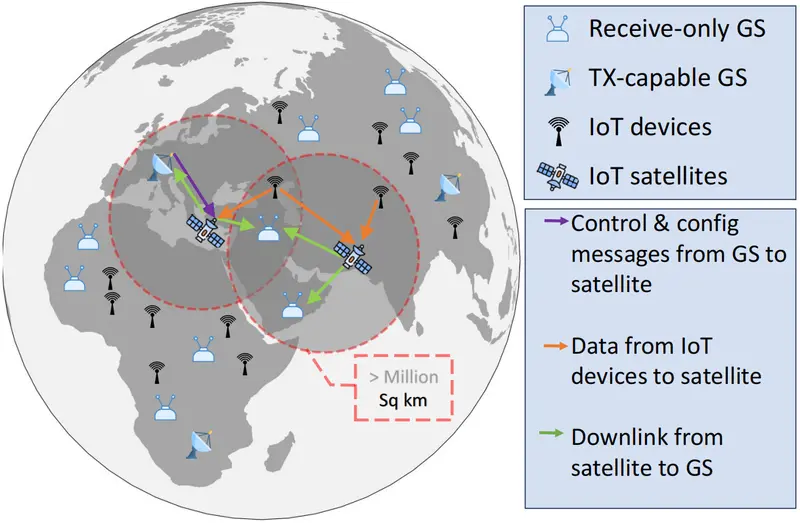 Receive-only GS
TX-capable GS
IoT devices
IoT satellites
Control & config
messages from GS to
satellite
Data from IoT
devices to satellite
Downlink from
satellite to GS
> Million
Sq km